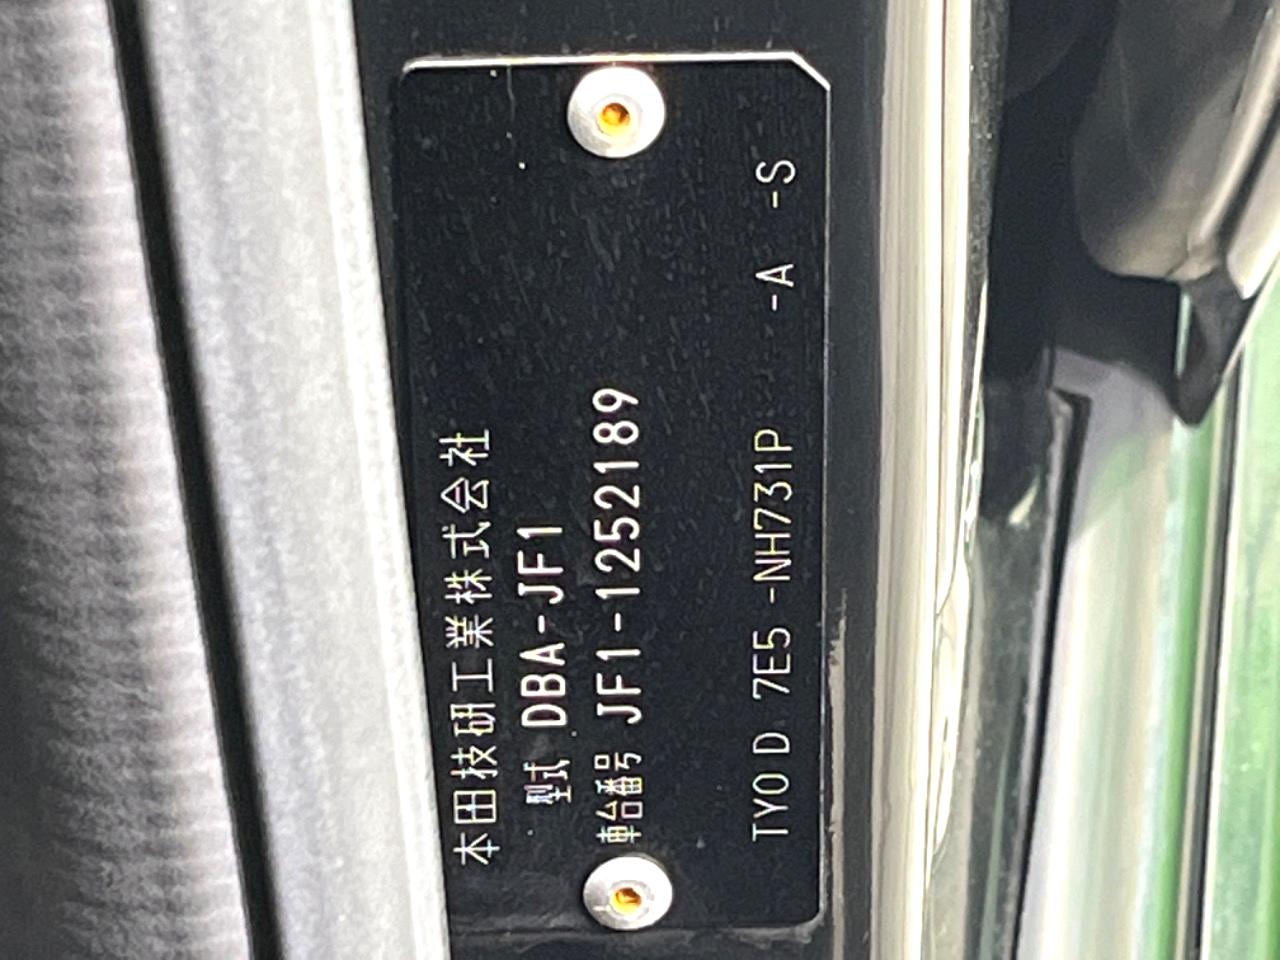 本田技研工業株式会社
型式 DBA-JF1
車台番号 JF1-1252189
TY0 D 7E5 -NH731P -A -S